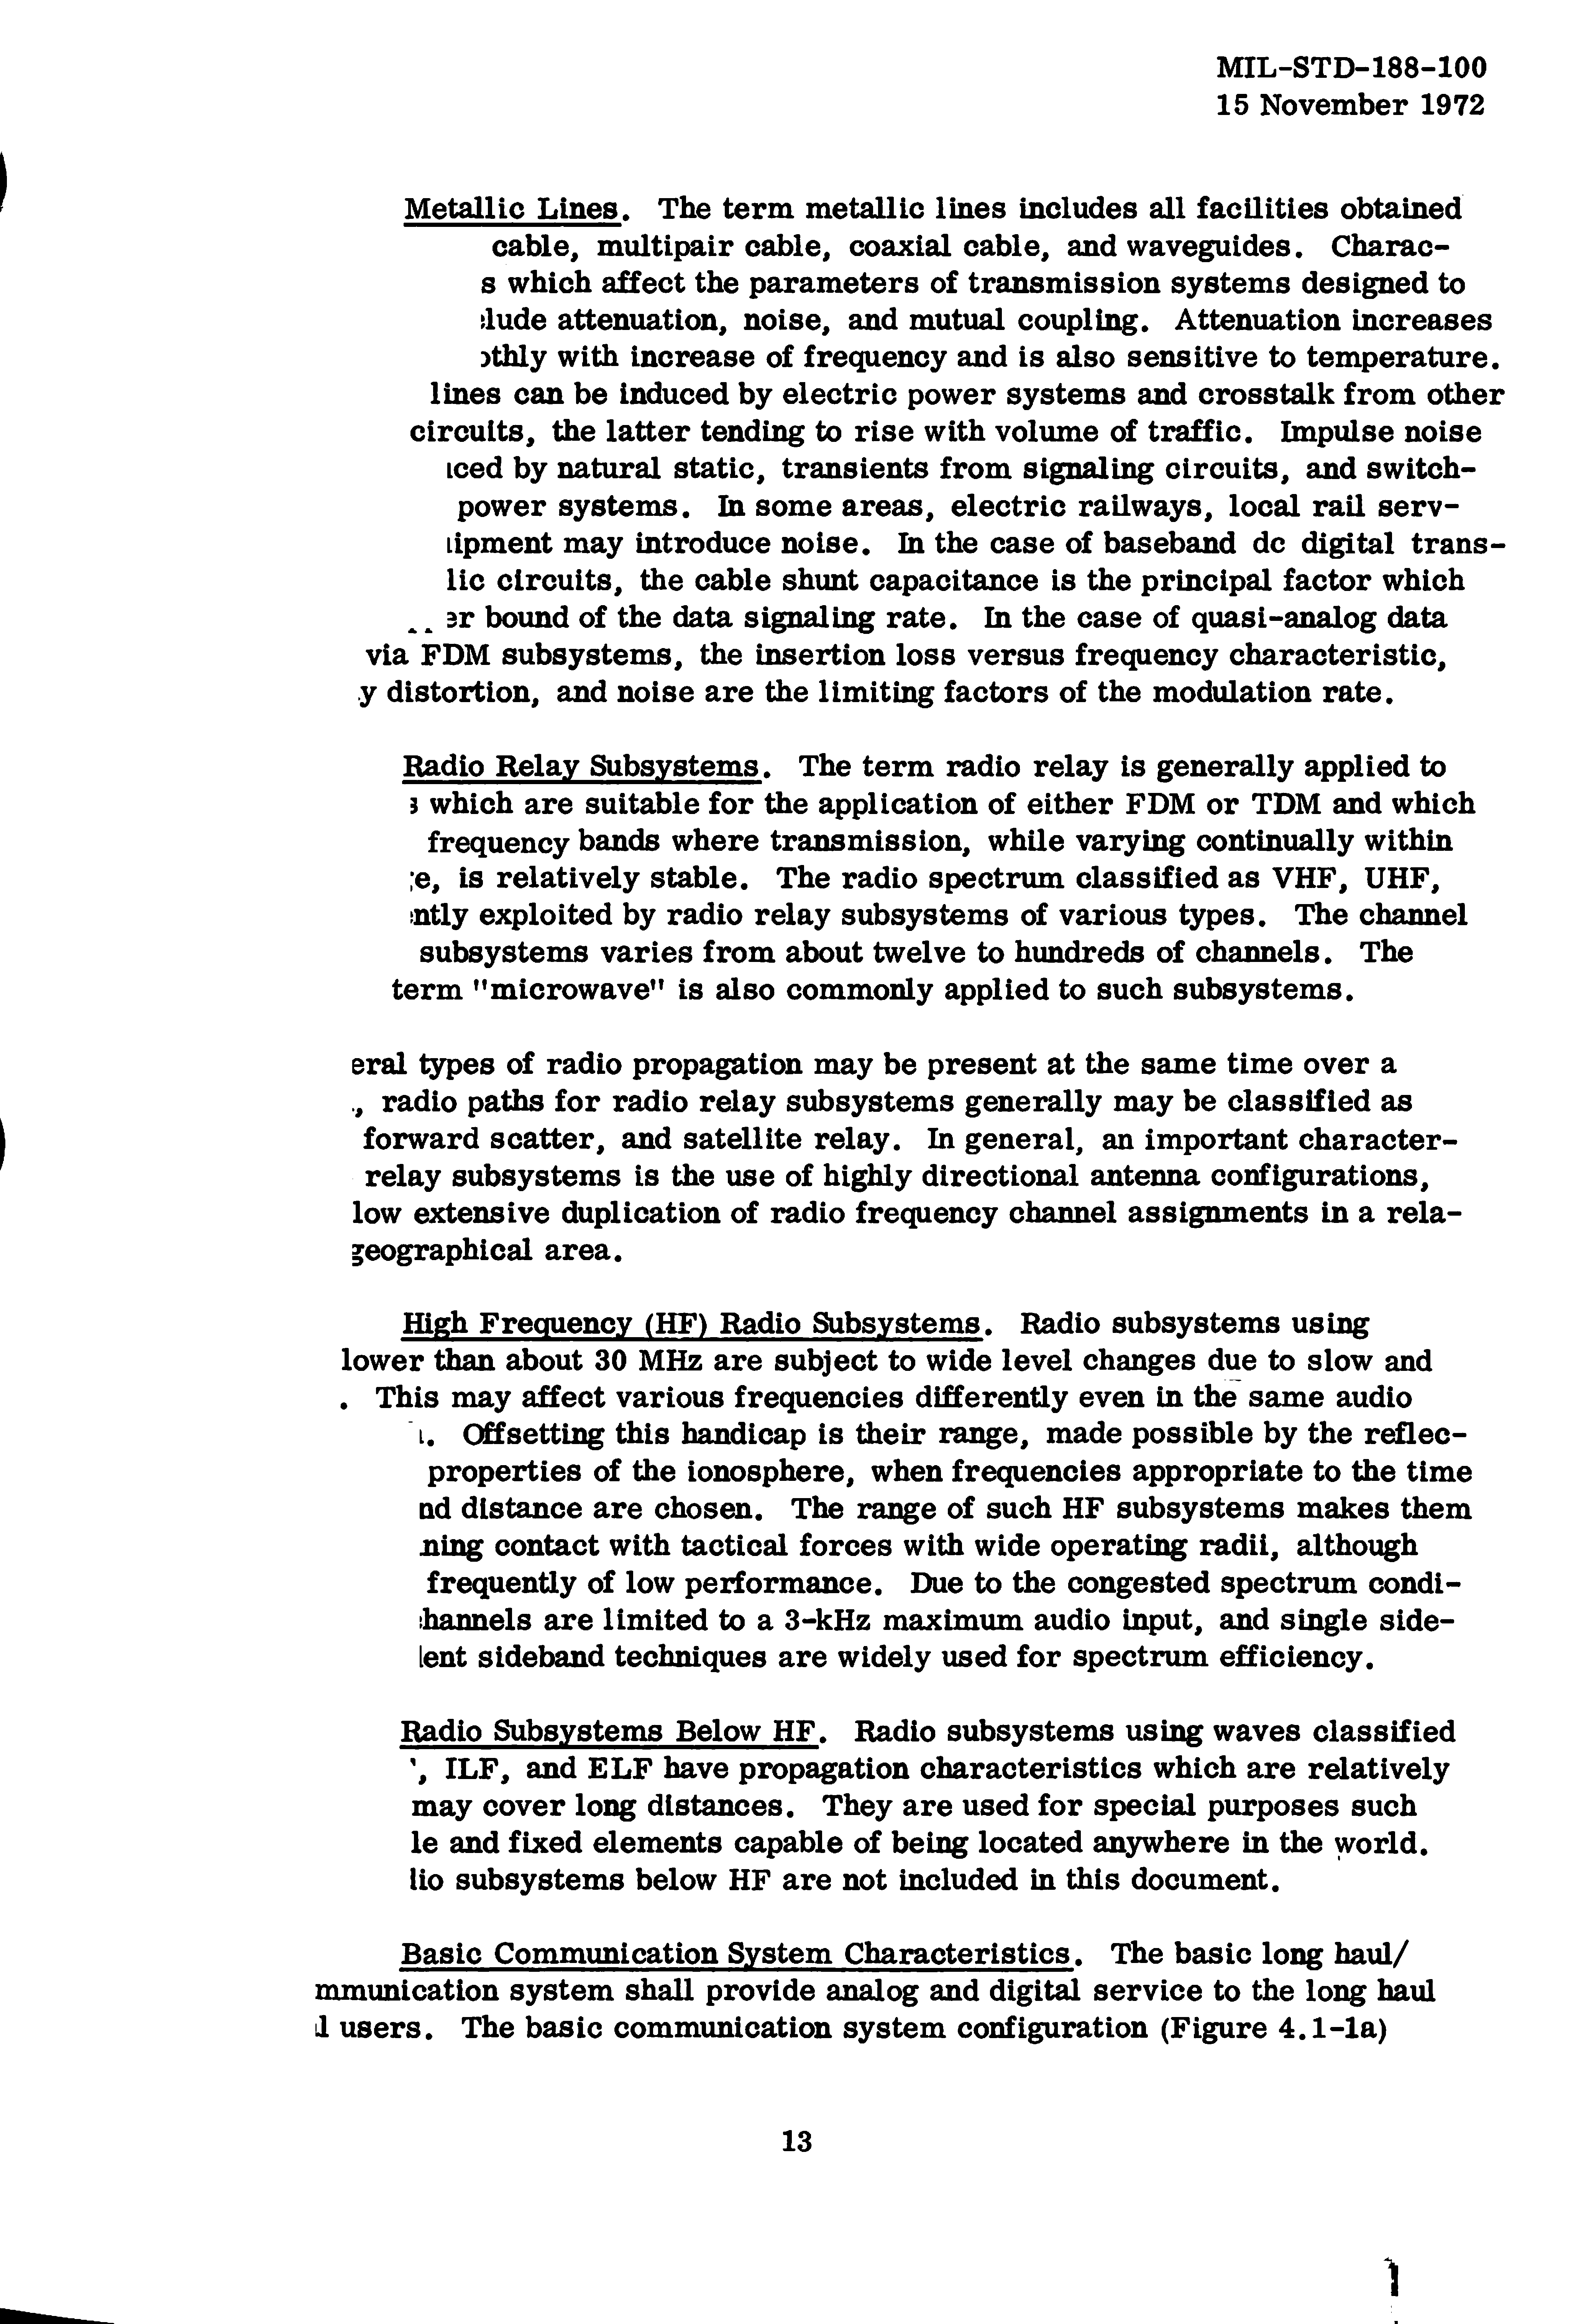 MIL-STD-188-100
15 November 1972
Metallic Lines. The term metallic lines includes all facilities obtained
cable, multipair cable, coaxial cable, and waveguides. Charac-
s which affect the parameters of transmission systems designed to
lude attenuation, noise, and mutual coupling. Attenuation increases
othly with increase of frequency and is also sensitive to temperature.
lines can be induced by electric power systems and crosstalk from other
circuits, the latter tending to rise with volume of traffic. Impulse noise
ced by natural static, transients from signaling circuits, and switch-
power systems. In some areas, electric railways, local rail serv-
ipment may introduce noise. In the case of baseband dc digital trans-
lic circuits, the cable shunt capacitance is the principal factor which
er bound of the data signaling rate. In the case of quasi-analog data
via FDM subsystems, the insertion loss versus frequency characteristic,
y distortion, and noise are the limiting factors of the modulation rate.
Radio Relay Subsystems. The term radio relay is generally applied to
s which are suitable for the application of either FDM or TDM and which
frequency bands where transmission, while varying continually within
e, is relatively stable. The radio spectrum classified as VHF, UHF,
ntly exploited by radio relay subsystems of various types. The channel
subsystems varies from about twelve to hundreds of channels. The
term "microwave" is also commonly applied to such subsystems.
eral types of radio propagation may be present at the same time over a
, radio paths for radio relay subsystems generally may be classified as
forward scatter, and satellite relay. In general, an important character-
relay subsystems is the use of highly directional antenna configurations,
low extensive duplication of radio frequency channel assignments in a rela-
geographical area.
High Frequency (HF) Radio Subsystems. Radio subsystems using
lower than about 30 MHz are subject to wide level changes due to slow and
. This may affect various frequencies differently even in the same audio
. Offsetting this handicap is their range, made possible by the reflec-
properties of the ionosphere, when frequencies appropriate to the time
nd distance are chosen. The range of such HF subsystems makes them
ning contact with tactical forces with wide operating radii, although
frequently of low performance. Due to the congested spectrum condi-
hannels are limited to a 3-kHz maximum audio input, and single side-
lent sideband techniques are widely used for spectrum efficiency.
Radio Subsystems Below HF. Radio subsystems using waves classified
, ILF, and ELF have propagation characteristics which are relatively
may cover long distances. They are used for special purposes such
le and fixed elements capable of being located anywhere in the world.
io subsystems below HF are not included in this document.
Basic Communication System Characteristics. The basic long haul/
mmunication system shall provide analog and digital service to the long haul
l users. The basic communication system configuration (Figure 4.1-1a)
13